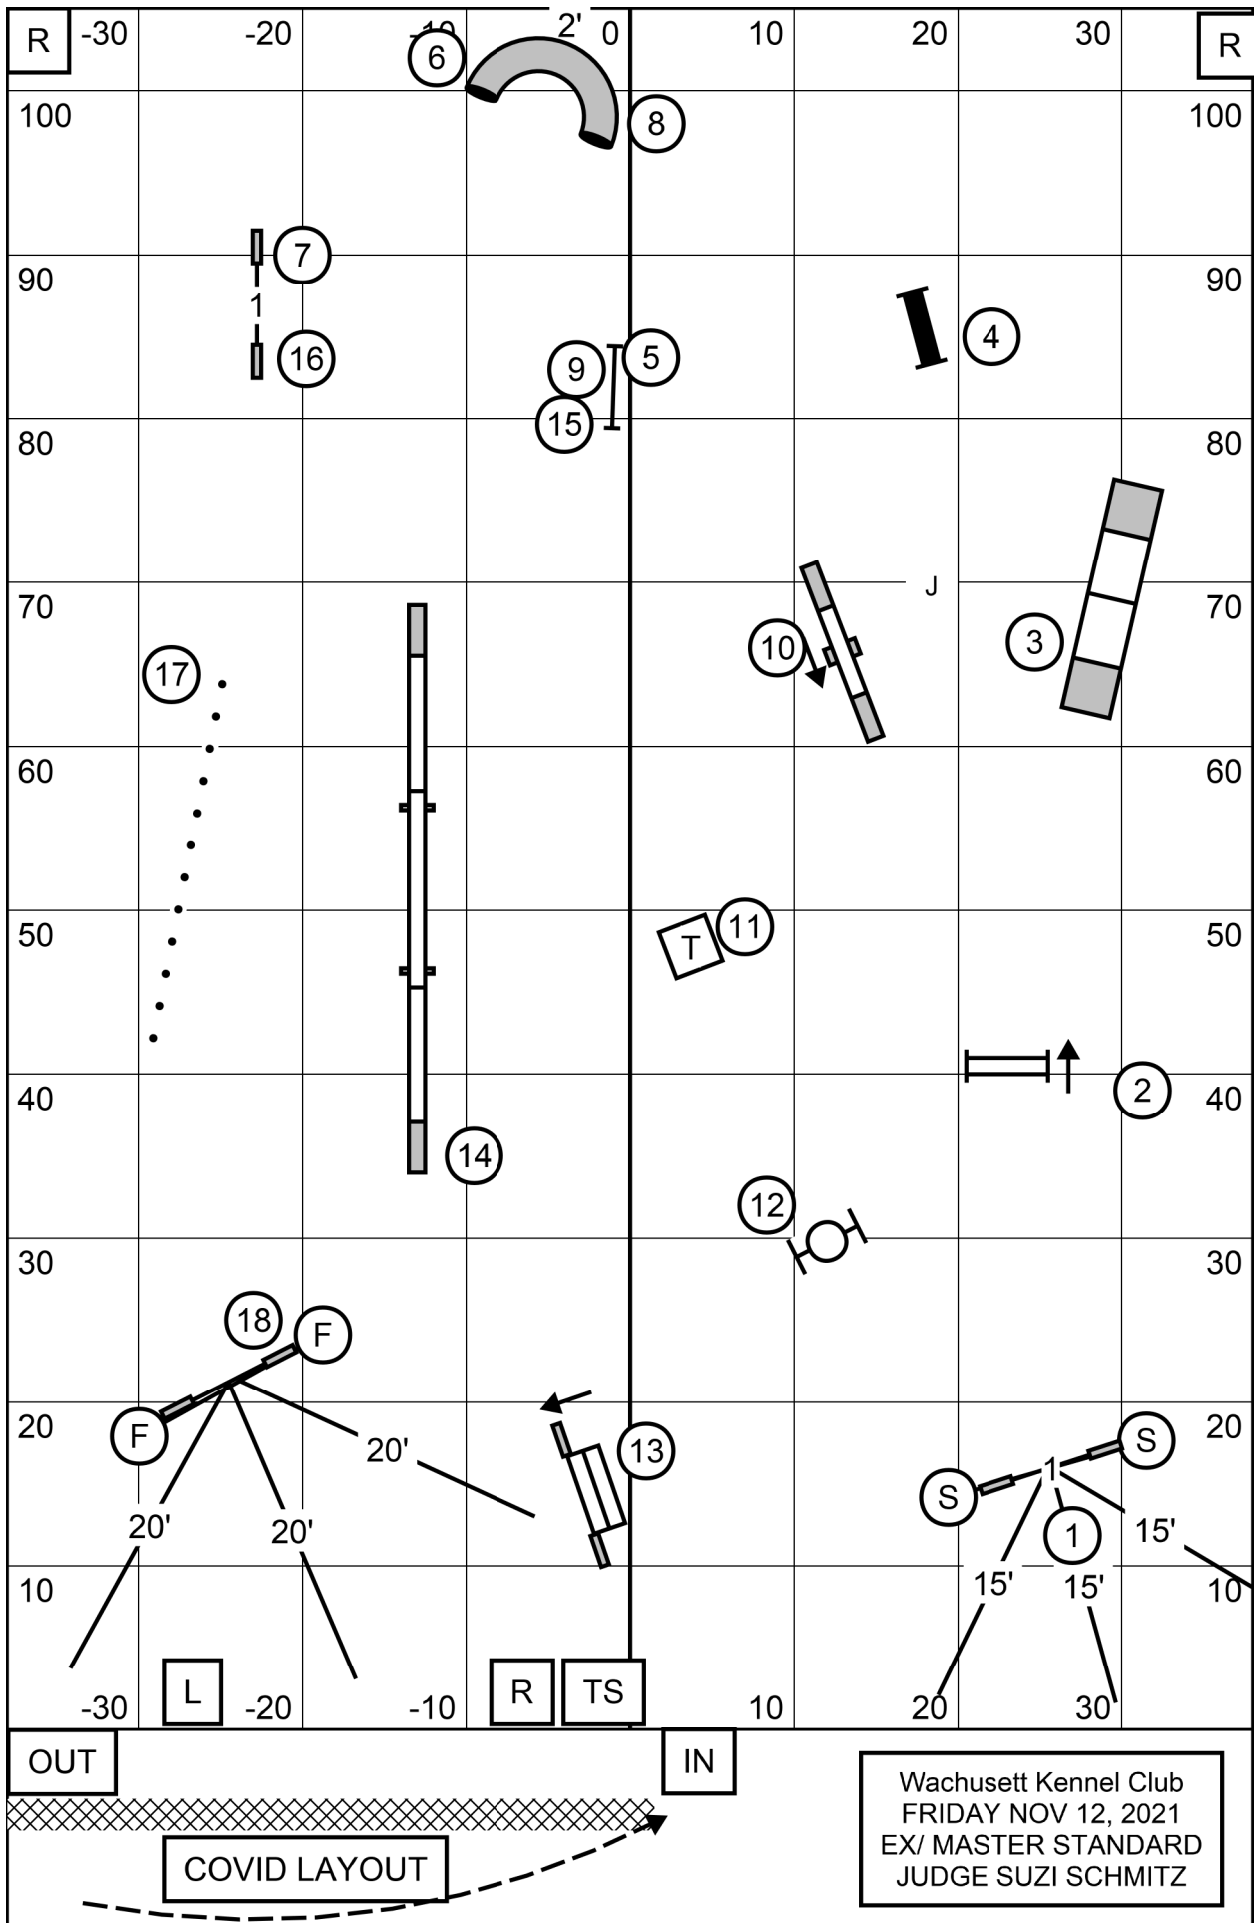 R -30 -20 -10 2' 0 10 20 30 R
6
100 8 100
7
90 90
1 4
16 9 5
15
80 80
70 J 70
10 3
17
60 60
50 T 11 50
40 2 40
14
12
30 30
18 F
20 13 S 20
F 20' S 1
20' 20' 1 15'
10 15' 15' 10
-30 L -20 -10 R TS 10 20 30
OUT IN
Wachusett Kennel Club
FRIDAY NOV 12, 2021
EX/ MASTER STANDARD
JUDGE SUZI SCHMITZ
COVID LAYOUT